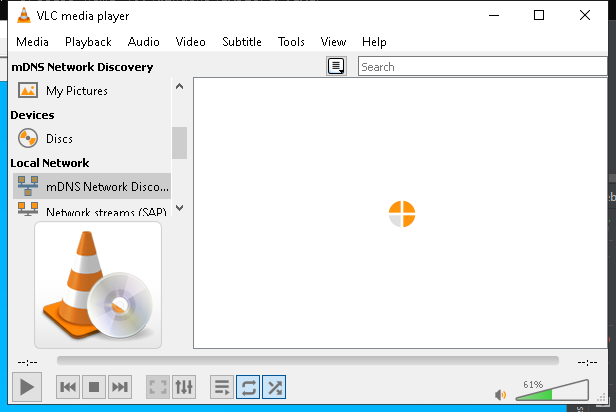 VLC media player
Media Playback Audio Video Subtitle Tools View Help
mDNS Network Discovery
Search
My Pictures
Devices
Discs
Local Network
mDNS Network Disco...
Network streams (SAP)
--:--
--:--
61%